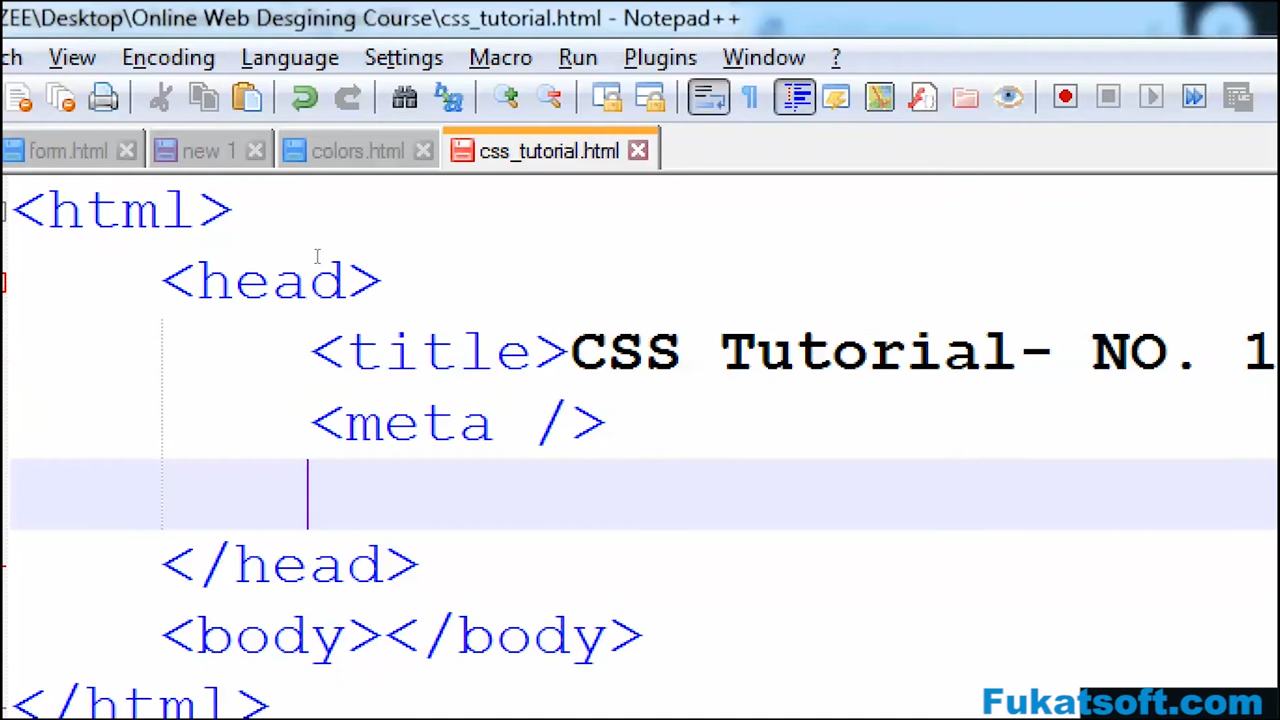 ZEE\Desktop\Online Web Desgining Course\css_tutorial.html - Notepad++
ch View Encoding Language Settings Macro Run Plugins Window ?
form.html new 1 colors.html css_tutorial.html
<html>
<head>
<title>CSS Tutorial- NO. 1
<meta />
</head>
<body></body>
</html>
Fukatsoft.com